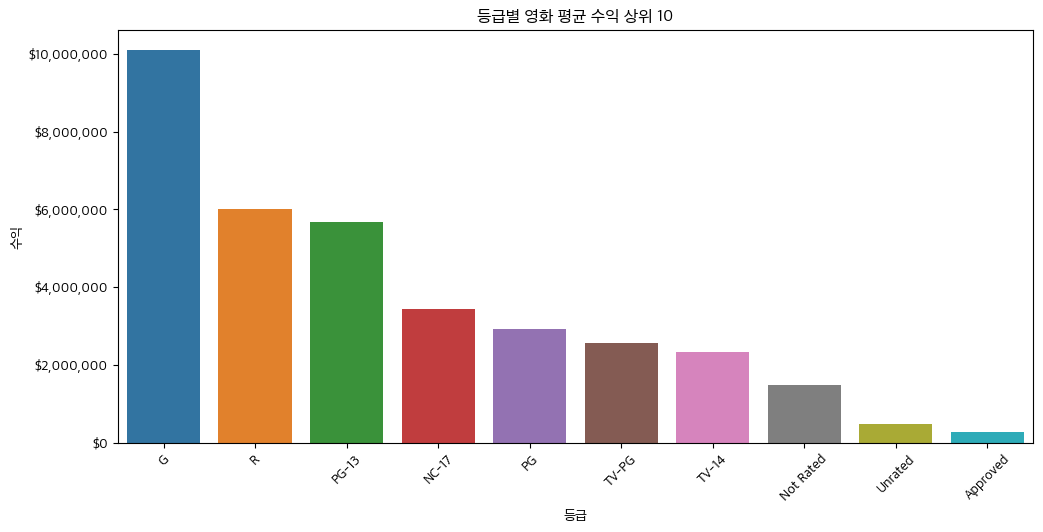 등급별 영화 평균 수익 상위 10
$10,000,000
$8,000,000
$6,000,000
$4,000,000
$2,000,000
$0
수익
G
R
PG-13
NC-17
PG
TV-PG
TV-14
Not Rated
Unrated
Approved
등급